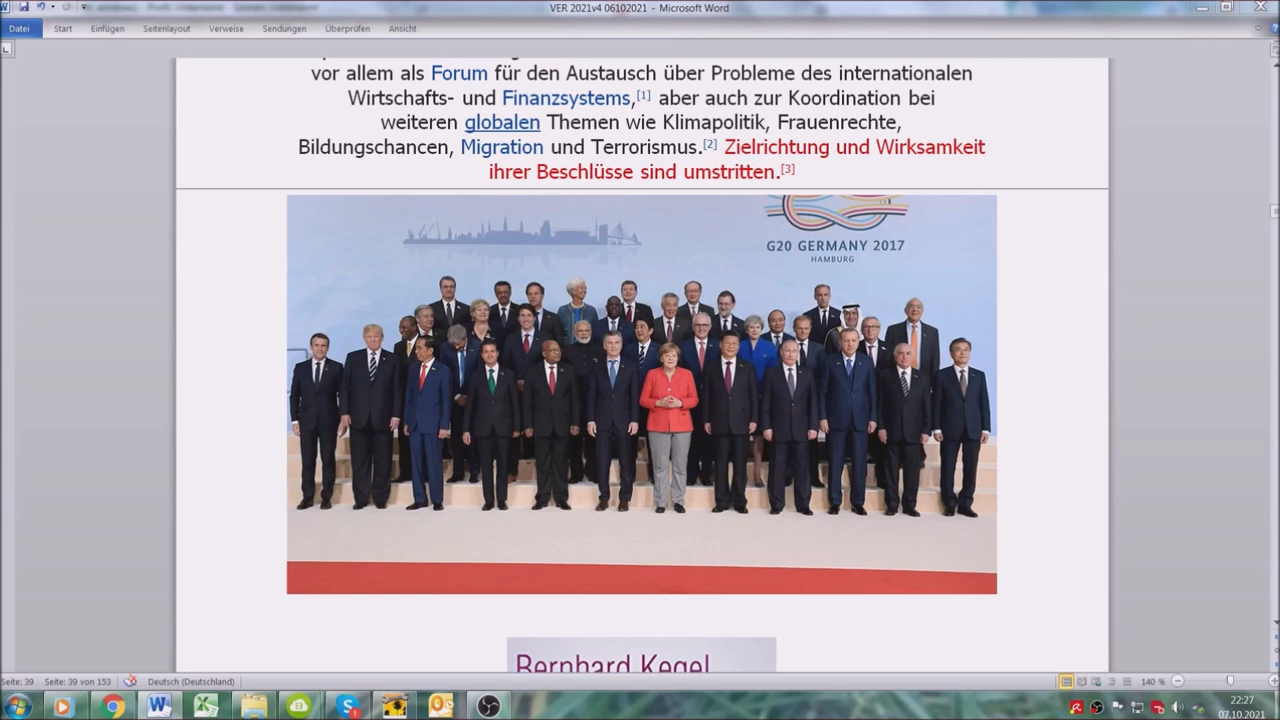 VER 2021v4 06102021 - Microsoft Word
Datei Start Einfügen Seitenlayout Verweise Sendungen Überprüfen Ansicht
vor allem als Forum für den Austausch über Probleme des internationalen
Wirtschafts- und Finanzsystems,[1] aber auch zur Koordination bei
weiteren globalen Themen wie Klimapolitik, Frauenrechte,
Bildungschancen, Migration und Terrorismus.[2] Zielrichtung und Wirksamkeit
ihrer Beschlüsse sind umstritten.[3]
G20 GERMANY 2017
HAMBURG
Bernhard Kegel
Seite: 39 Seite: 39 von 153 Deutsch (Deutschland) 140 %
22:27
07.10.2021